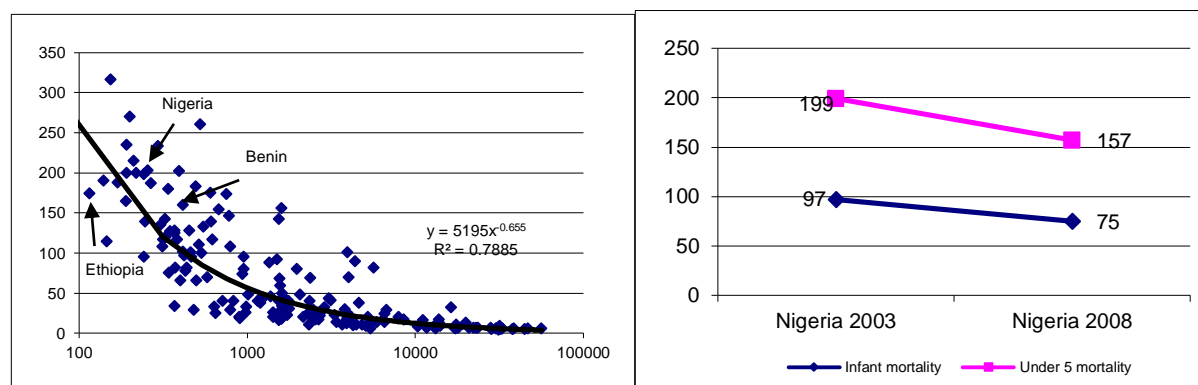 350
300
250
200
150
100
50
0
100
1000
10000
100000
Nigeria
Benin
Ethiopia
y = 5195x^-0.655
R² = 0.7885
250
200
150
100
50
0
199
157
97
75
Nigeria 2003
Nigeria 2008
Infant mortality
Under 5 mortality